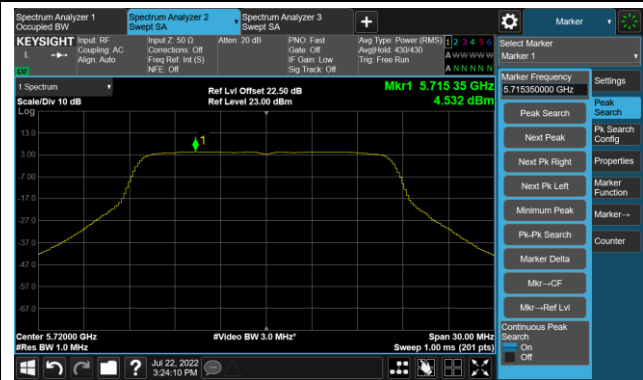 Spectrum Analyzer 1
Occupied BW
Spectrum Analyzer 2
Swept SA
Spectrum Analyzer 3
Swept SA
Marker
KEYSIGHT
L
Input: RF
Coupling: AC
Align: Auto
Input Z: 50 Ω
Corrections: Off
Freq Ref: Int (S)
NFE: Off
Atten: 20 dB
PNO: Fast
Gate: Off
IF Gain: Low
Sig Track: Off
Avg Type: Power (RMS)
Avg|Hold: 430/430
Trig: Free Run
1 2 3 4 5 6
A W W W W W
A N N N N N
Select Marker
Marker 1
1 Spectrum
Scale/Div 10 dB
Log
Ref Lvl Offset 22.50 dB
Ref Level 23.00 dBm
Mkr1 5.715 35 GHz
4.532 dBm
1
13.0
3.00
-7.00
-17.0
-27.0
-37.0
-47.0
-57.0
-67.0
Center 5.72000 GHz
#Res BW 1.0 MHz
#Video BW 3.0 MHz*
Span 30.00 MHz
Sweep 1.00 ms (201 pts)
Marker Frequency
5.715350000 GHz
Peak Search
Next Peak
Next Pk Right
Next Pk Left
Minimum Peak
Pk-Pk Search
Marker Delta
Mkr→CF
Mkr→Ref Lvl
Continuous Peak
Search
On
Off
Settings
Peak
Search
Pk Search
Config
Properties
Marker
Function
Marker→
Counter
?
Jul 22, 2022
3:24:10 PM